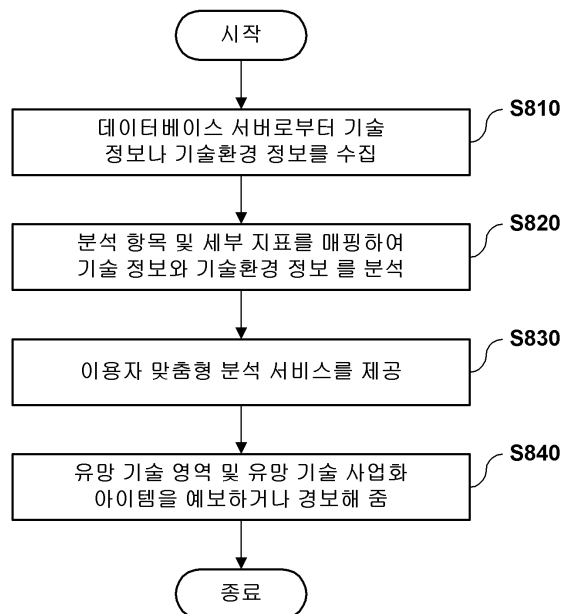 시작
S810
데이터베이스 서버로부터 기술
정보나 기술환경 정보를 수집
S820
분석 항목 및 세부 지표를 매핑하여
기술 정보와 기술환경 정보 를 분석
S830
이용자 맞춤형 분석 서비스를 제공
S840
유망 기술 영역 및 유망 기술 사업화
아이템을 예보하거나 경보해 줌
종료